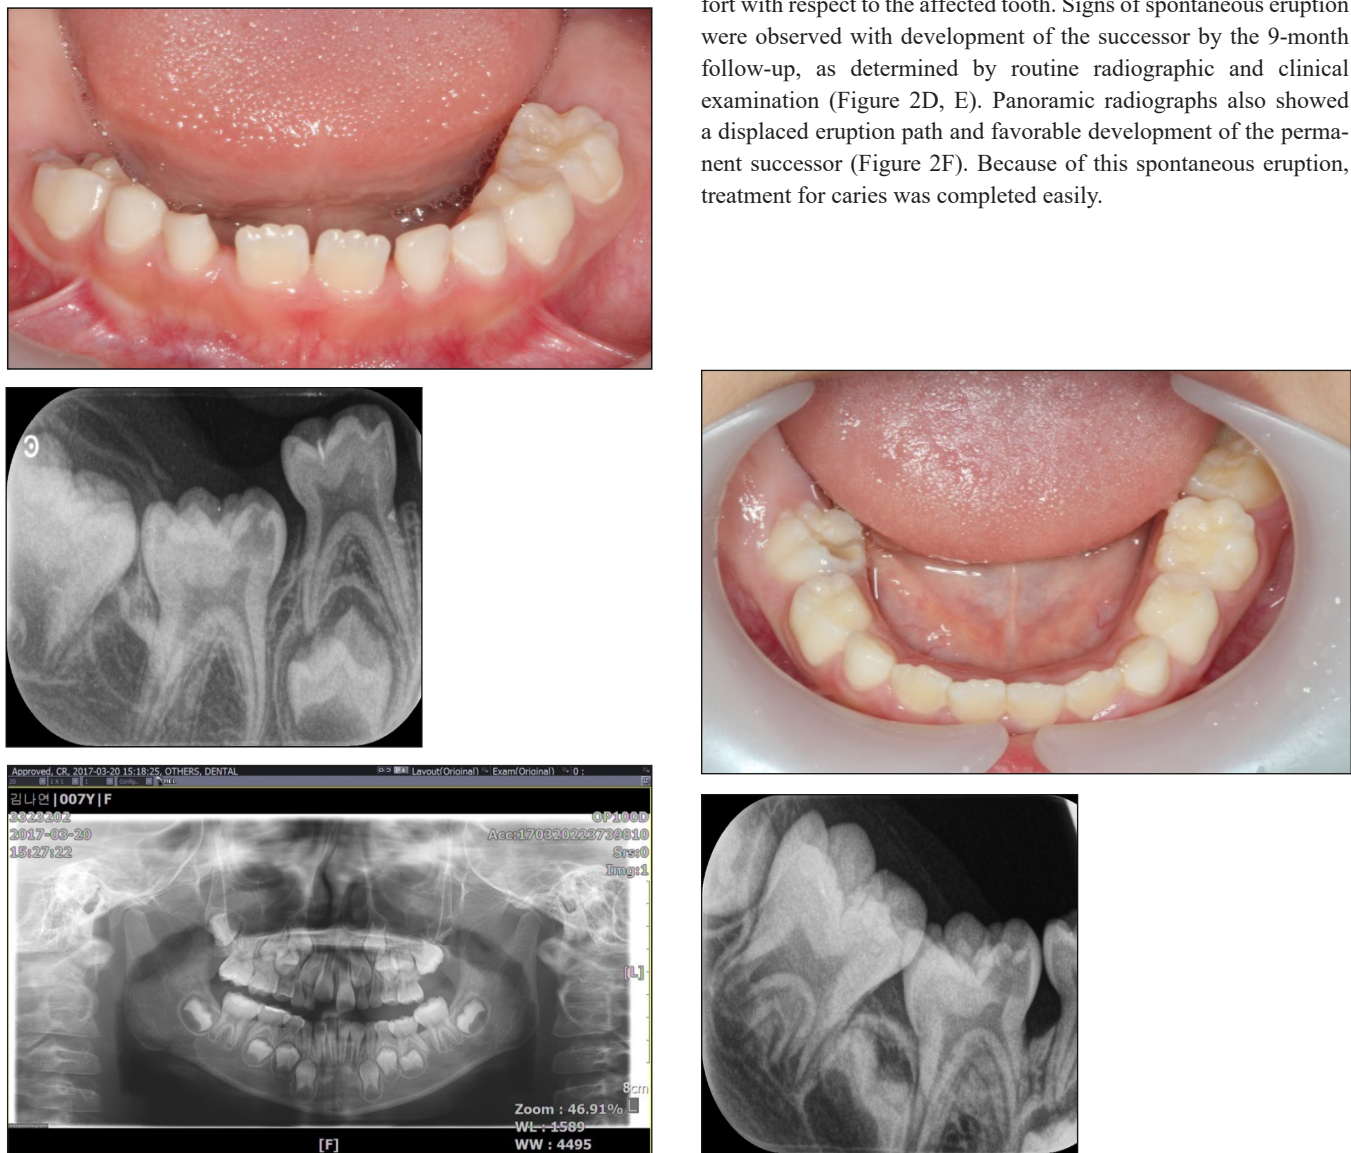 fort with respect to the affected tooth. Signs of spontaneous eruption
were observed with development of the successor by the 9-month
follow-up, as determined by routine radiographic and clinical
examination (Figure 2D, E). Panoramic radiographs also showed
a displaced eruption path and favorable development of the perma-
nent successor (Figure 2F). Because of this spontaneous eruption,
treatment for caries was completed easily.
Approved, CR, 2017-03-20 15:18:25, OTHERS, DENTAL
Layout(Original) Exam(Original) 0 :
김나연|007Y|F
3323202
2017-03-20
15:27:22
OP100D
Acc:170320223739810
Srs:0
Img:1
[L]
8cm
L
Zoom : 46.91%
WL : 1589
WW : 4495
[F]